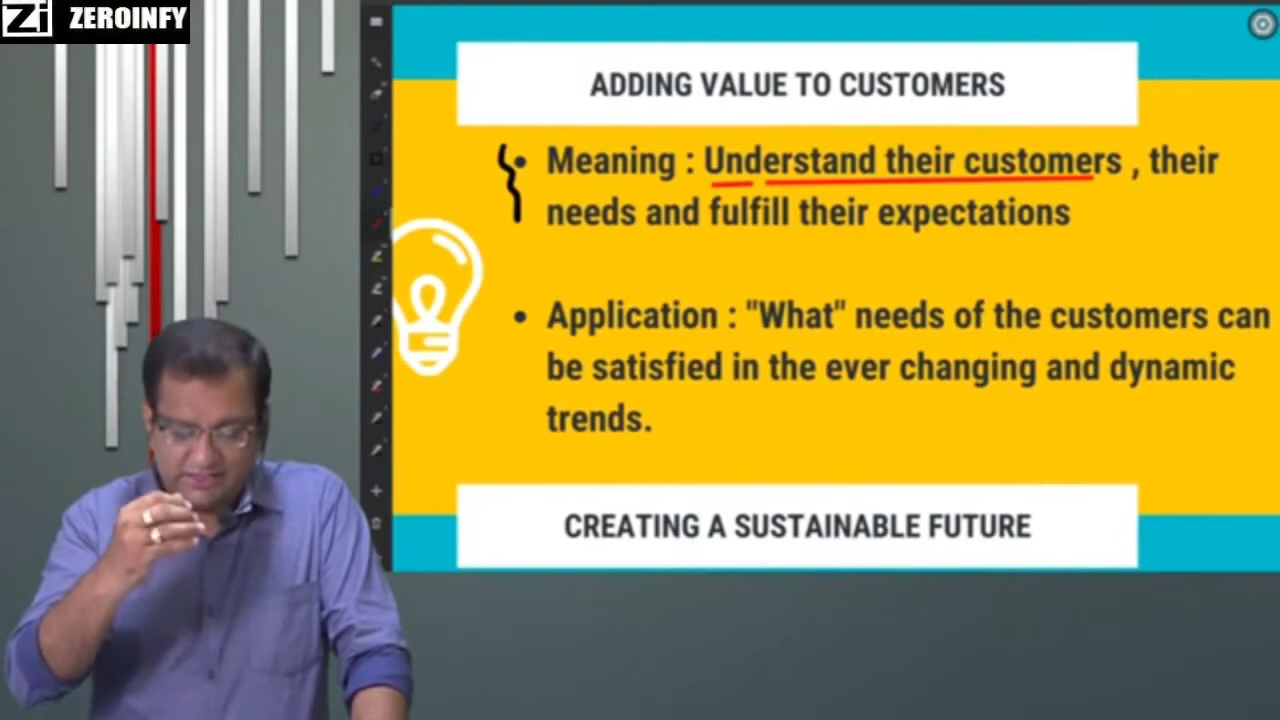 Zi ZEROINFY
ADDING VALUE TO CUSTOMERS
• Meaning : Understand their customers , their
needs and fulfill their expectations
• Application : "What" needs of the customers can
be satisfied in the ever changing and dynamic
trends.
CREATING A SUSTAINABLE FUTURE